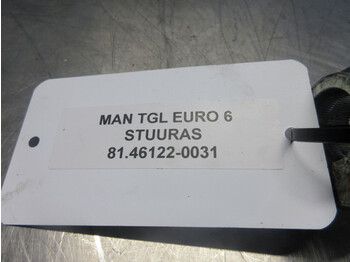 MAN TGL EURO 6
STUURAS
81.46122-0031